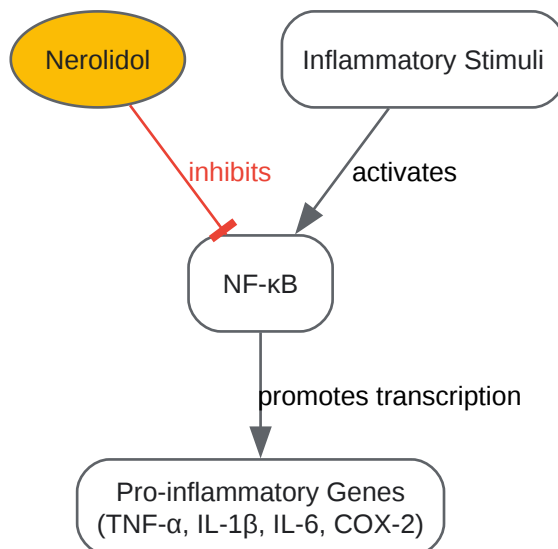 Nerolidol
Inflammatory Stimuli
inhibits
activates
NF-κB
promotes transcription
Pro-inflammatory Genes
(TNF-α, IL-1β, IL-6, COX-2)